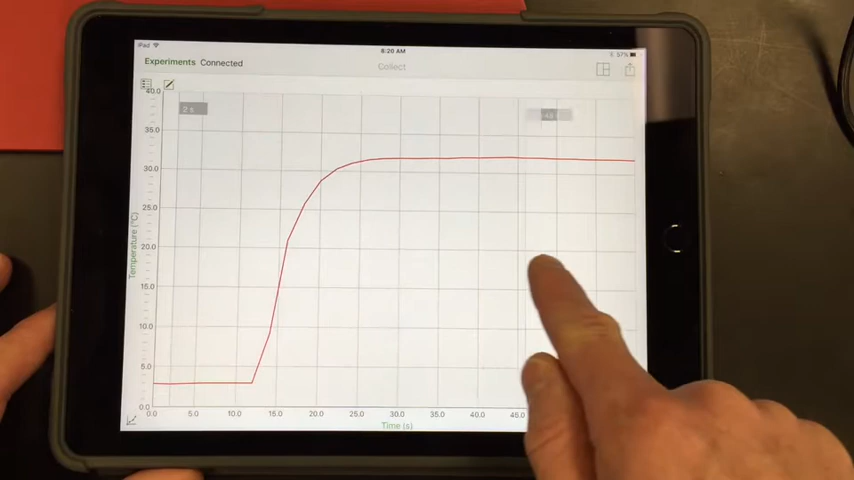 iPad
8:20 AM
57%
Experiments Connected
Collect
40.0
2 s
35.0
30.0
25.0
20.0
15.0
10.0
5.0
0.0
Temperature (°C)
0.0 5.0 10.0 15.0 20.0 25.0 30.0 35.0 40.0 45.0
Time (s)